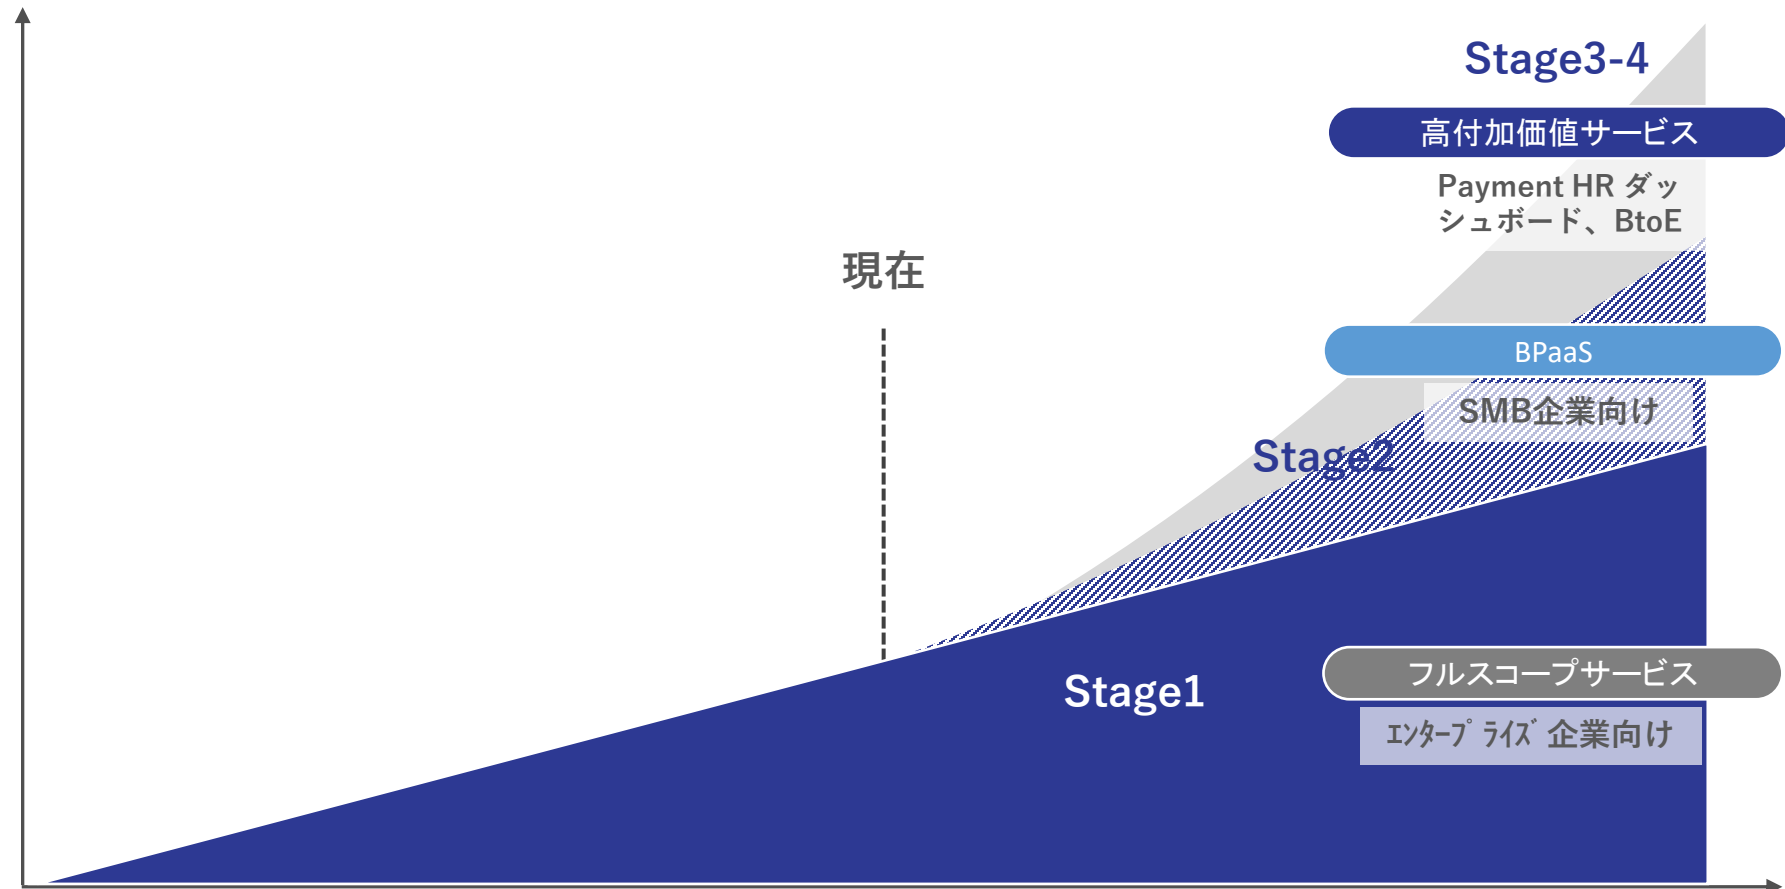 Stage3-4
高付加価値サービス
Payment HR ダッ
シュボード、BtoE
現在
BPaaS
SMB企業向け
Stage2
フルスコープサービス
Stage1
ｴﾝﾀｰﾌﾟﾗｲｽﾞ企業向け